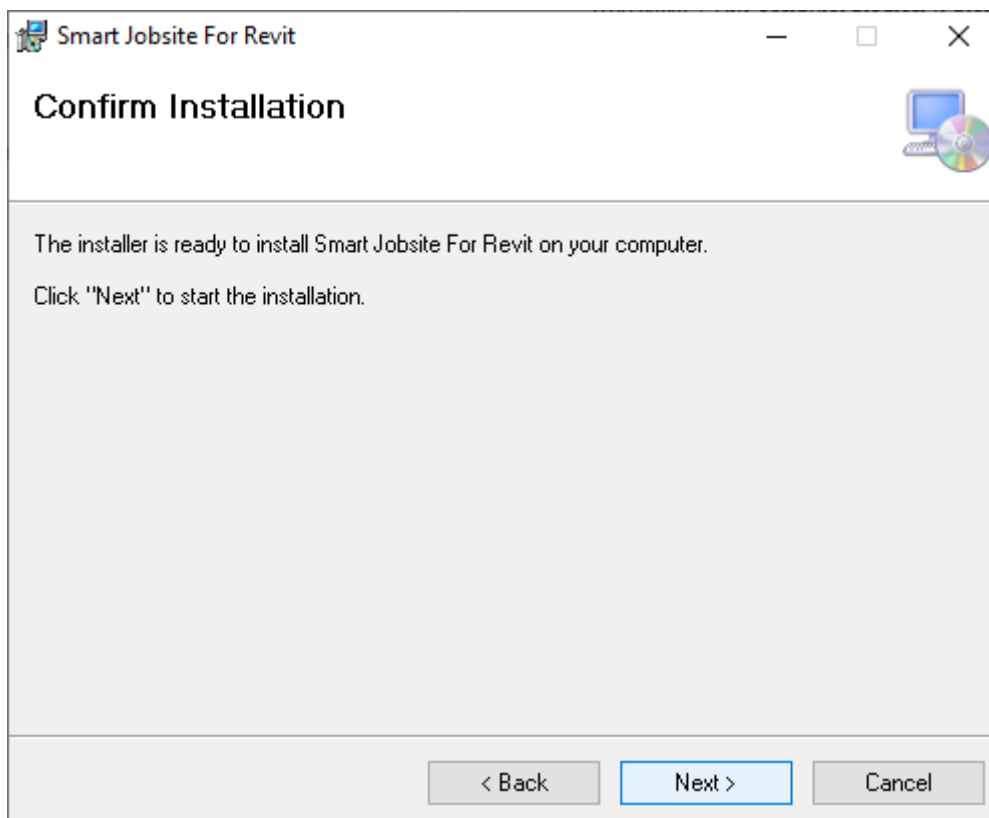 Smart Jobsite For Revit
Confirm Installation
The installer is ready to install Smart Jobsite For Revit on your computer.
Click "Next" to start the installation.
< Back
Next >
Cancel